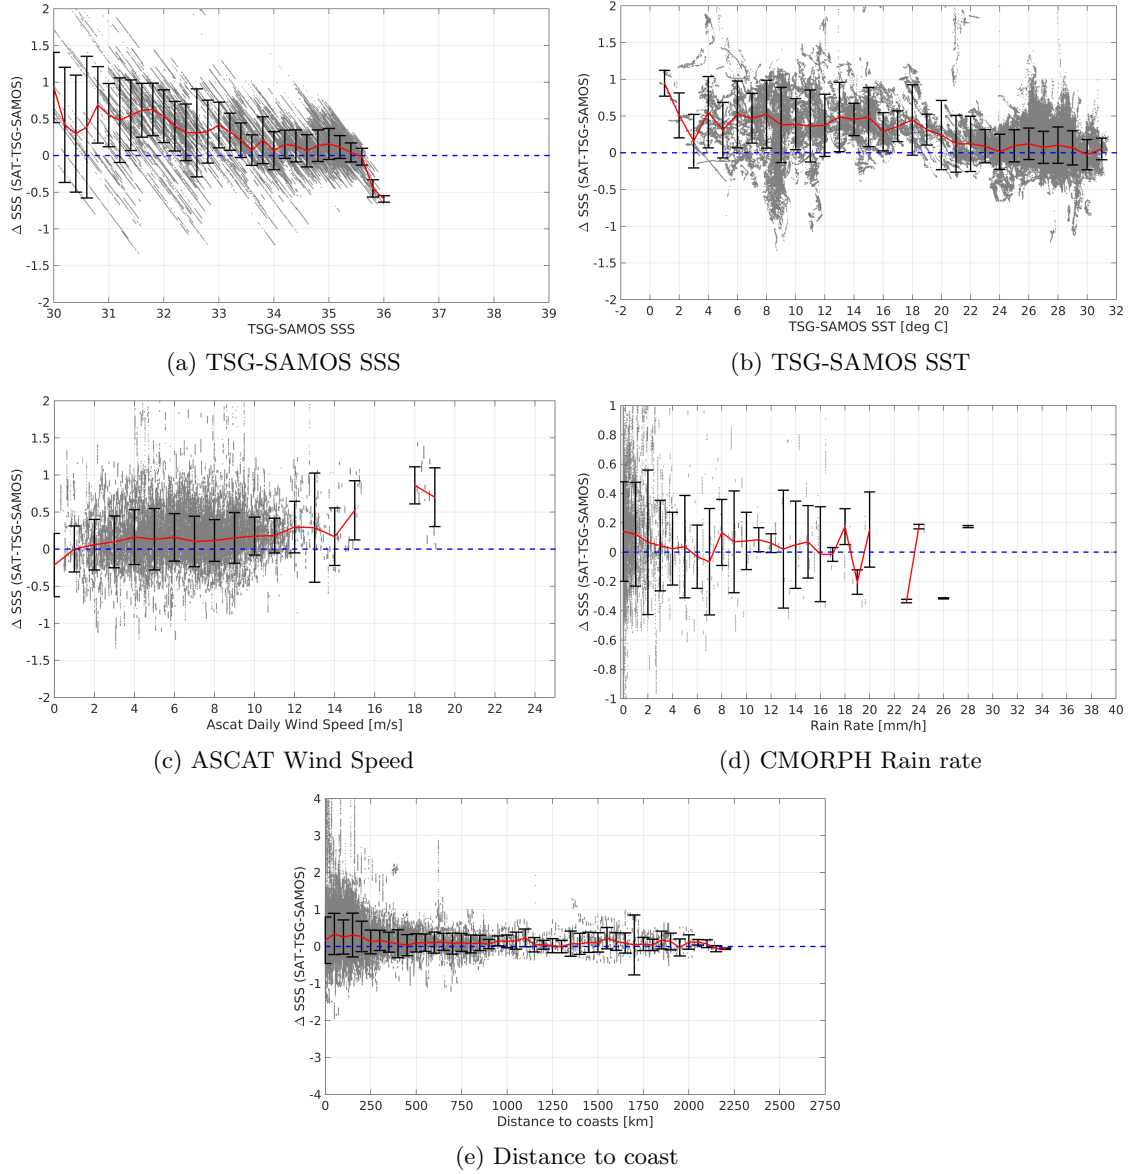 2
1.5
1
0.5
0
-0.5
-1
-1.5
-2
Δ SSS (SAT-TSG-SAMOS)
30 31 32 33 34 35 36 37 38 39
TSG-SAMOS SSS
(a) TSG-SAMOS SSS
2
1.5
1
0.5
0
-0.5
-1
-1.5
-2
Δ SSS (SAT-TSG-SAMOS)
-2 0 2 4 6 8 10 12 14 16 18 20 22 24 26 28 30 32
TSG-SAMOS SST [deg C]
(b) TSG-SAMOS SST
2
1.5
1
0.5
0
-0.5
-1
-1.5
-2
Δ SSS (SAT-TSG-SAMOS)
0 2 4 6 8 10 12 14 16 18 20 22 24
Ascat Daily Wind Speed [m/s]
(c) ASCAT Wind Speed
1
0.8
0.6
0.4
0.2
0
-0.2
-0.4
-0.6
-0.8
-1
Δ SSS (SAT-TSG-SAMOS)
0 2 4 6 8 10 12 14 16 18 20 22 24 26 28 30 32 34 36 38 40
Rain Rate [mm/h]
(d) CMORPH Rain rate
4
3
2
1
0
-1
-2
-3
-4
Δ SSS (SAT-TSG-SAMOS)
0 250 500 750 1000 1250 1500 1750 2000 2250 2500 2750
Distance to coasts [km]
(e) Distance to coast